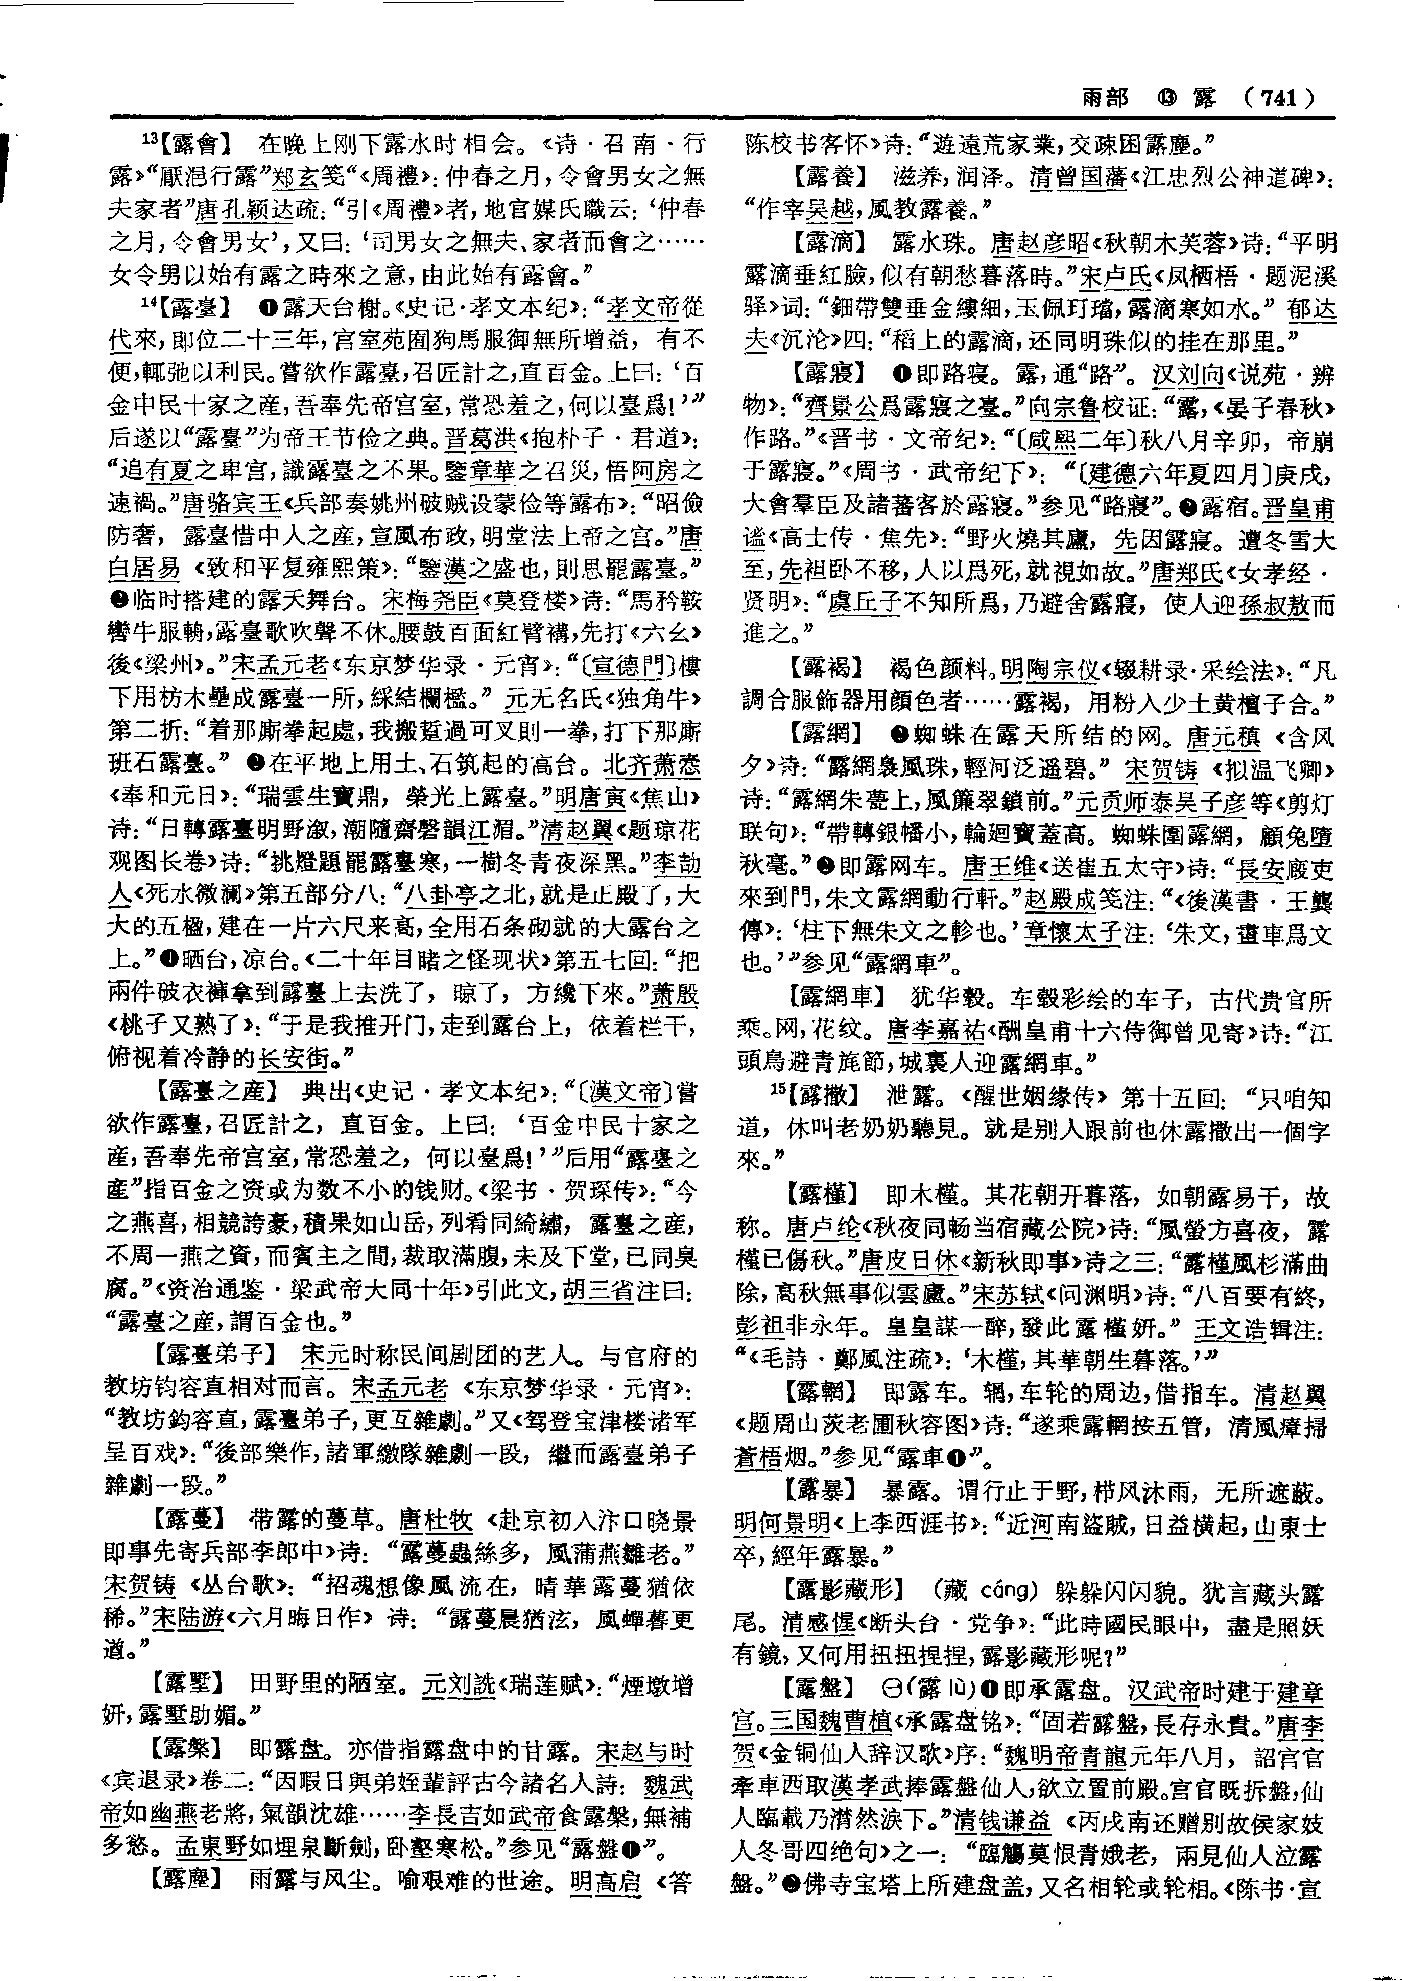 雨部 ⑬ 露 （741）
13【露會】 在晚上刚下露水时相会。《诗·召南·行
露》“厭浥行露”郑玄笺“《周禮》：仲春之月，令會男女之無
夫家者”唐孔颖达疏：“引《周禮》者，地官媒氏職云：‘仲春
之月，令會男女’，又曰：‘司男女之無夫、家者而會之……
女令男以始有露之時來之意，由此始有露會。”
14【露臺】 ❶露天台榭。《史记·孝文本纪》：“孝文帝從
代來，即位二十三年，宫室苑囿狗馬服御無所增益，有不
便，輒弛以利民。嘗欲作露臺，召匠計之，直百金。上曰：‘百
金中民十家之産，吾奉先帝宫室，常恐羞之，何以臺爲！’”
后遂以“露臺”为帝王节俭之典。晋葛洪《抱朴子·君道》：
“追有夏之卑宫，識露臺之不果。鑒章華之召災，悟阿房之
速禍。”唐骆宾王《兵部奏姚州破贼设蒙俭等露布》：“昭儉
防奢，露臺惜中人之産，宣風布政，明堂法上帝之宫。”唐
白居易《致和平复雍熙策》：“鑒漢之盛也，則思罷露臺。”
❷临时搭建的露天舞台。宋梅尧臣《莫登楼》诗：“馬矜鞍
轡牛服輈，露臺歌吹聲不休。腰鼓百面紅臂韝，先打《六幺》
後《梁州》。”宋孟元老《东京梦华录·元宵》：“〔宣德門〕樓
下用枋木壘成露臺一所，綵結欄檻。”元无名氏《独角牛》
第二折：“着那廝拳起處，我搬踅過可叉則一拳，打下那廝
班石露臺。”❸在平地上用土、石筑起的高台。北齐萧悫
《奉和元日》：“瑞雲生寶鼎，榮光上露臺。”明唐寅《焦山》
诗：“日轉露臺明野溆，潮隨齋磬韻江湄。”清赵翼《题琼花
观图长卷》诗：“挑燈題罷露臺寒，一樹冬青夜深黑。”李劼
人《死水微澜》第五部分八：“八卦亭之北，就是正殿了，大
大的五楹，建在一片六尺来高，全用石条砌就的大露台之
上。”❹晒台，凉台。《二十年目睹之怪现状》第五七回：“把
兩件破衣褲拿到露臺上去洗了，晾了，方纔下來。”萧殷
《桃子又熟了》：“于是我推开门，走到露台上，依着栏干，
俯视着冷静的长安街。”
【露臺之産】 典出《史记·孝文本纪》：“〔漢文帝〕嘗
欲作露臺，召匠計之，直百金。上曰：‘百金中民十家之
産，吾奉先帝宫室，常恐羞之，何以臺爲！’”后用“露臺之
産”指百金之资或为数不小的钱财。《梁书·贺琛传》：“今
之燕喜，相競誇豪，積果如山岳，列肴同綺繡，露臺之産，
不周一燕之資，而賓主之間，裁取滿腹，未及下堂，已同臭
腐。”《资治通鉴·梁武帝大同十年》引此文，胡三省注曰：
“露臺之産，謂百金也。”
【露臺弟子】 宋元时称民间剧团的艺人。与官府的
教坊钧容直相对而言。宋孟元老《东京梦华录·元宵》：
“教坊鈞容直，露臺弟子，更互雜劇。”又《驾登宝津楼诸军
呈百戏》：“後部樂作，諸軍繳隊雜劇一段，繼而露臺弟子
雜劇一段。”
【露蔓】 带露的蔓草。唐杜牧《赴京初入汴口晓景
即事先寄兵部李郎中》诗：“露蔓蟲絲多，風蒲燕雛老。”
宋贺铸《丛台歌》：“招魂想像風流在，晴華露蔓猶依
稀。”宋陆游《六月晦日作》诗：“露蔓晨猶泫，風蟬暮更
遒。”
【露墅】 田野里的陋室。元刘詵《瑞莲赋》：“煙墩增
妍，露墅助媚。”
【露槃】 即露盘。亦借指露盘中的甘露。宋赵与时
《宾退录》卷二：“因暇日與弟姪輩評古今諸名人詩：魏武
帝如幽燕老將，氣韻沈雄……李長吉如武帝食露槃，無補
多慾。孟東野如埋泉斷劍，卧壑寒松。”参见“露盤❶”。
【露塵】 雨露与风尘。喻艰难的世途。明高启《答
陈校书客怀》诗：“遊遠荒家業，交疎困露塵。”
【露養】 滋养，润泽。清曾国藩《江忠烈公神道碑》：
“作宰吴越，風教露養。”
【露滴】 露水珠。唐赵彦昭《秋朝木芙蓉》诗：“平明
露滴垂紅臉，似有朝愁暮落時。”宋卢氏《凤栖梧·题泥溪
驿》词：“鈿帶雙垂金縷細，玉佩玎璫，露滴寒如水。”郁达
夫《沉沦》四：“稻上的露滴，还同明珠似的挂在那里。”
【露寢】 ❶即路寝。露，通“路”。汉刘向《说苑·辨
物》：“齊景公爲露寢之臺。”向宗鲁校证：“露，《晏子春秋》
作路。”《晋书·文帝纪》：“〔咸熙二年〕秋八月辛卯，帝崩
于露寢。”《周书·武帝纪下》：“〔建德六年夏四月〕庚戌，
大會羣臣及諸蕃客於露寢。”参见“路寢”。❷露宿。晋皇甫
谧《高士传·焦先》：“野火燒其廬，先因露寢。遭冬雪大
至，先袒卧不移，人以爲死，就視如故。”唐郑氏《女孝经·
贤明》：“虞丘子不知所爲，乃避舍露寢，使人迎孫叔敖而
進之。”
【露褐】 褐色颜料。明陶宗仪《辍耕录·采绘法》：“凡
調合服飾器用顏色者……露褐，用粉入少土黄檀子合。”
【露網】 ❶蜘蛛在露天所结的网。唐元稹《含风
夕》诗：“露網裊風珠，輕河泛遥碧。”宋贺铸《拟温飞卿》
诗：“露網朱甍上，風簾翠鎖前。”元贡师泰吴子彦等《剪灯
联句》：“帶轉銀幡小，輪廻寶蓋高。蜘蛛圍露網，顧兔墮
秋毫。”❷即露网车。唐王维《送崔五太守》诗：“長安廄吏
來到門，朱文露網動行軒。”赵殿成笺注：“《後漢書·王龔
傳》：‘柱下無朱文之軫也。’章懷太子注：‘朱文，畫車爲文
也。’”参见“露網車”。
【露網車】 犹华毂。车毂彩绘的车子，古代贵官所
乘。网，花纹。唐李嘉祐《酬皇甫十六侍御曾见寄》诗：“江
頭鳥避青旄節，城裏人迎露網車。”
15【露撒】 泄露。《醒世姻缘传》第十五回：“只咱知
道，休叫老奶奶聽見。就是别人跟前也休露撒出一個字
來。”
【露槿】 即木槿。其花朝开暮落，如朝露易干，故
称。唐卢纶《秋夜同畅当宿藏公院》诗：“風螢方喜夜，露
槿已傷秋。”唐皮日休《新秋即事》诗之三：“露槿風杉滿曲
除，高秋無事似雲廬。”宋苏轼《问渊明》诗：“八百要有終，
彭祖非永年。皇皇謀一醉，發此露槿妍。”王文诰辑注：
“《毛詩·鄭風注疏》：‘木槿，其華朝生暮落。’”
【露輞】 即露车。辋，车轮的周边，借指车。清赵翼
《题周山茨老圃秋容图》诗：“遂乘露輞按五管，清風瘴掃
蒼梧烟。”参见“露車❶”。
【露暴】 暴露。谓行止于野，栉风沐雨，无所遮蔽。
明何景明《上李西涯书》：“近河南盜賊，日益横起，山東士
卒，經年露暴。”
【露影藏形】 （藏 cáng）躲躲闪闪貌。犹言藏头露
尾。清感惺《断头台·党争》：“此時國民眼中，盡是照妖
有鏡，又何用扭扭捏捏，露影藏形呢？”
【露盤】 ㊀（露 lù）❶即承露盘。汉武帝时建于建章
宫。三国魏曹植《承露盘铭》：“固若露盤，長存永貴。”唐李
贺《金铜仙人辞汉歌》序：“魏明帝青龍元年八月，詔宫官
牽車西取漢孝武捧露盤仙人，欲立置前殿。宫官既拆盤，仙
人臨載乃潸然淚下。”清钱谦益《丙戌南还赠别故侯家妓
人冬哥四绝句》之一：“臨觴莫恨青娥老，兩見仙人泣露
盤。”❷佛寺宝塔上所建盘盖，又名相轮或轮相。《陈书·宣